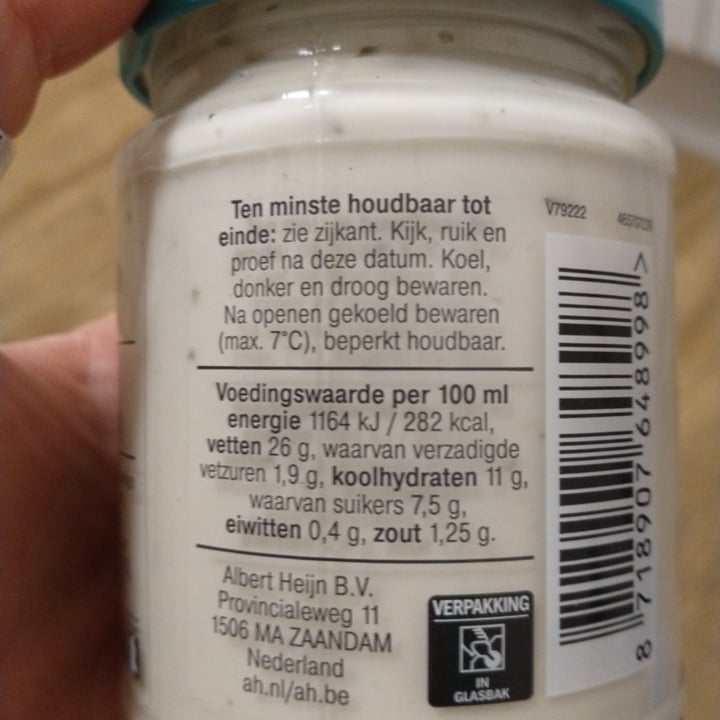 Ten minste houdbaar tot
einde: zie zijkant. Kijk, ruik en
proef na deze datum. Koel,
donker en droog bewaren.
Na openen gekoeld bewaren
(max. 7°C), beperkt houdbaar.
Voedingswaarde per 100 ml
energie 1164 kJ / 282 kcal,
vetten 26 g, waarvan verzadigde
vetzuren 1,9 g, koolhydraten 11 g,
waarvan suikers 7,5 g,
eiwitten 0,4 g, zout 1,25 g.
Albert Heijn B.V.
Provincialeweg 11
1506 MA ZAANDAM
Nederland
ah.nl/ah.be
VERPAKKING
IN
GLASBAK
V79222
8 718907 648998 >